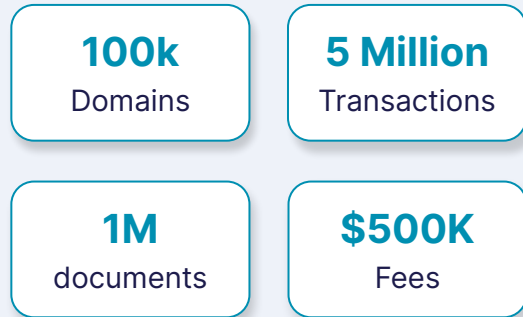 100k
Domains
5 Million
Transactions
1M
documents
$500K
Fees